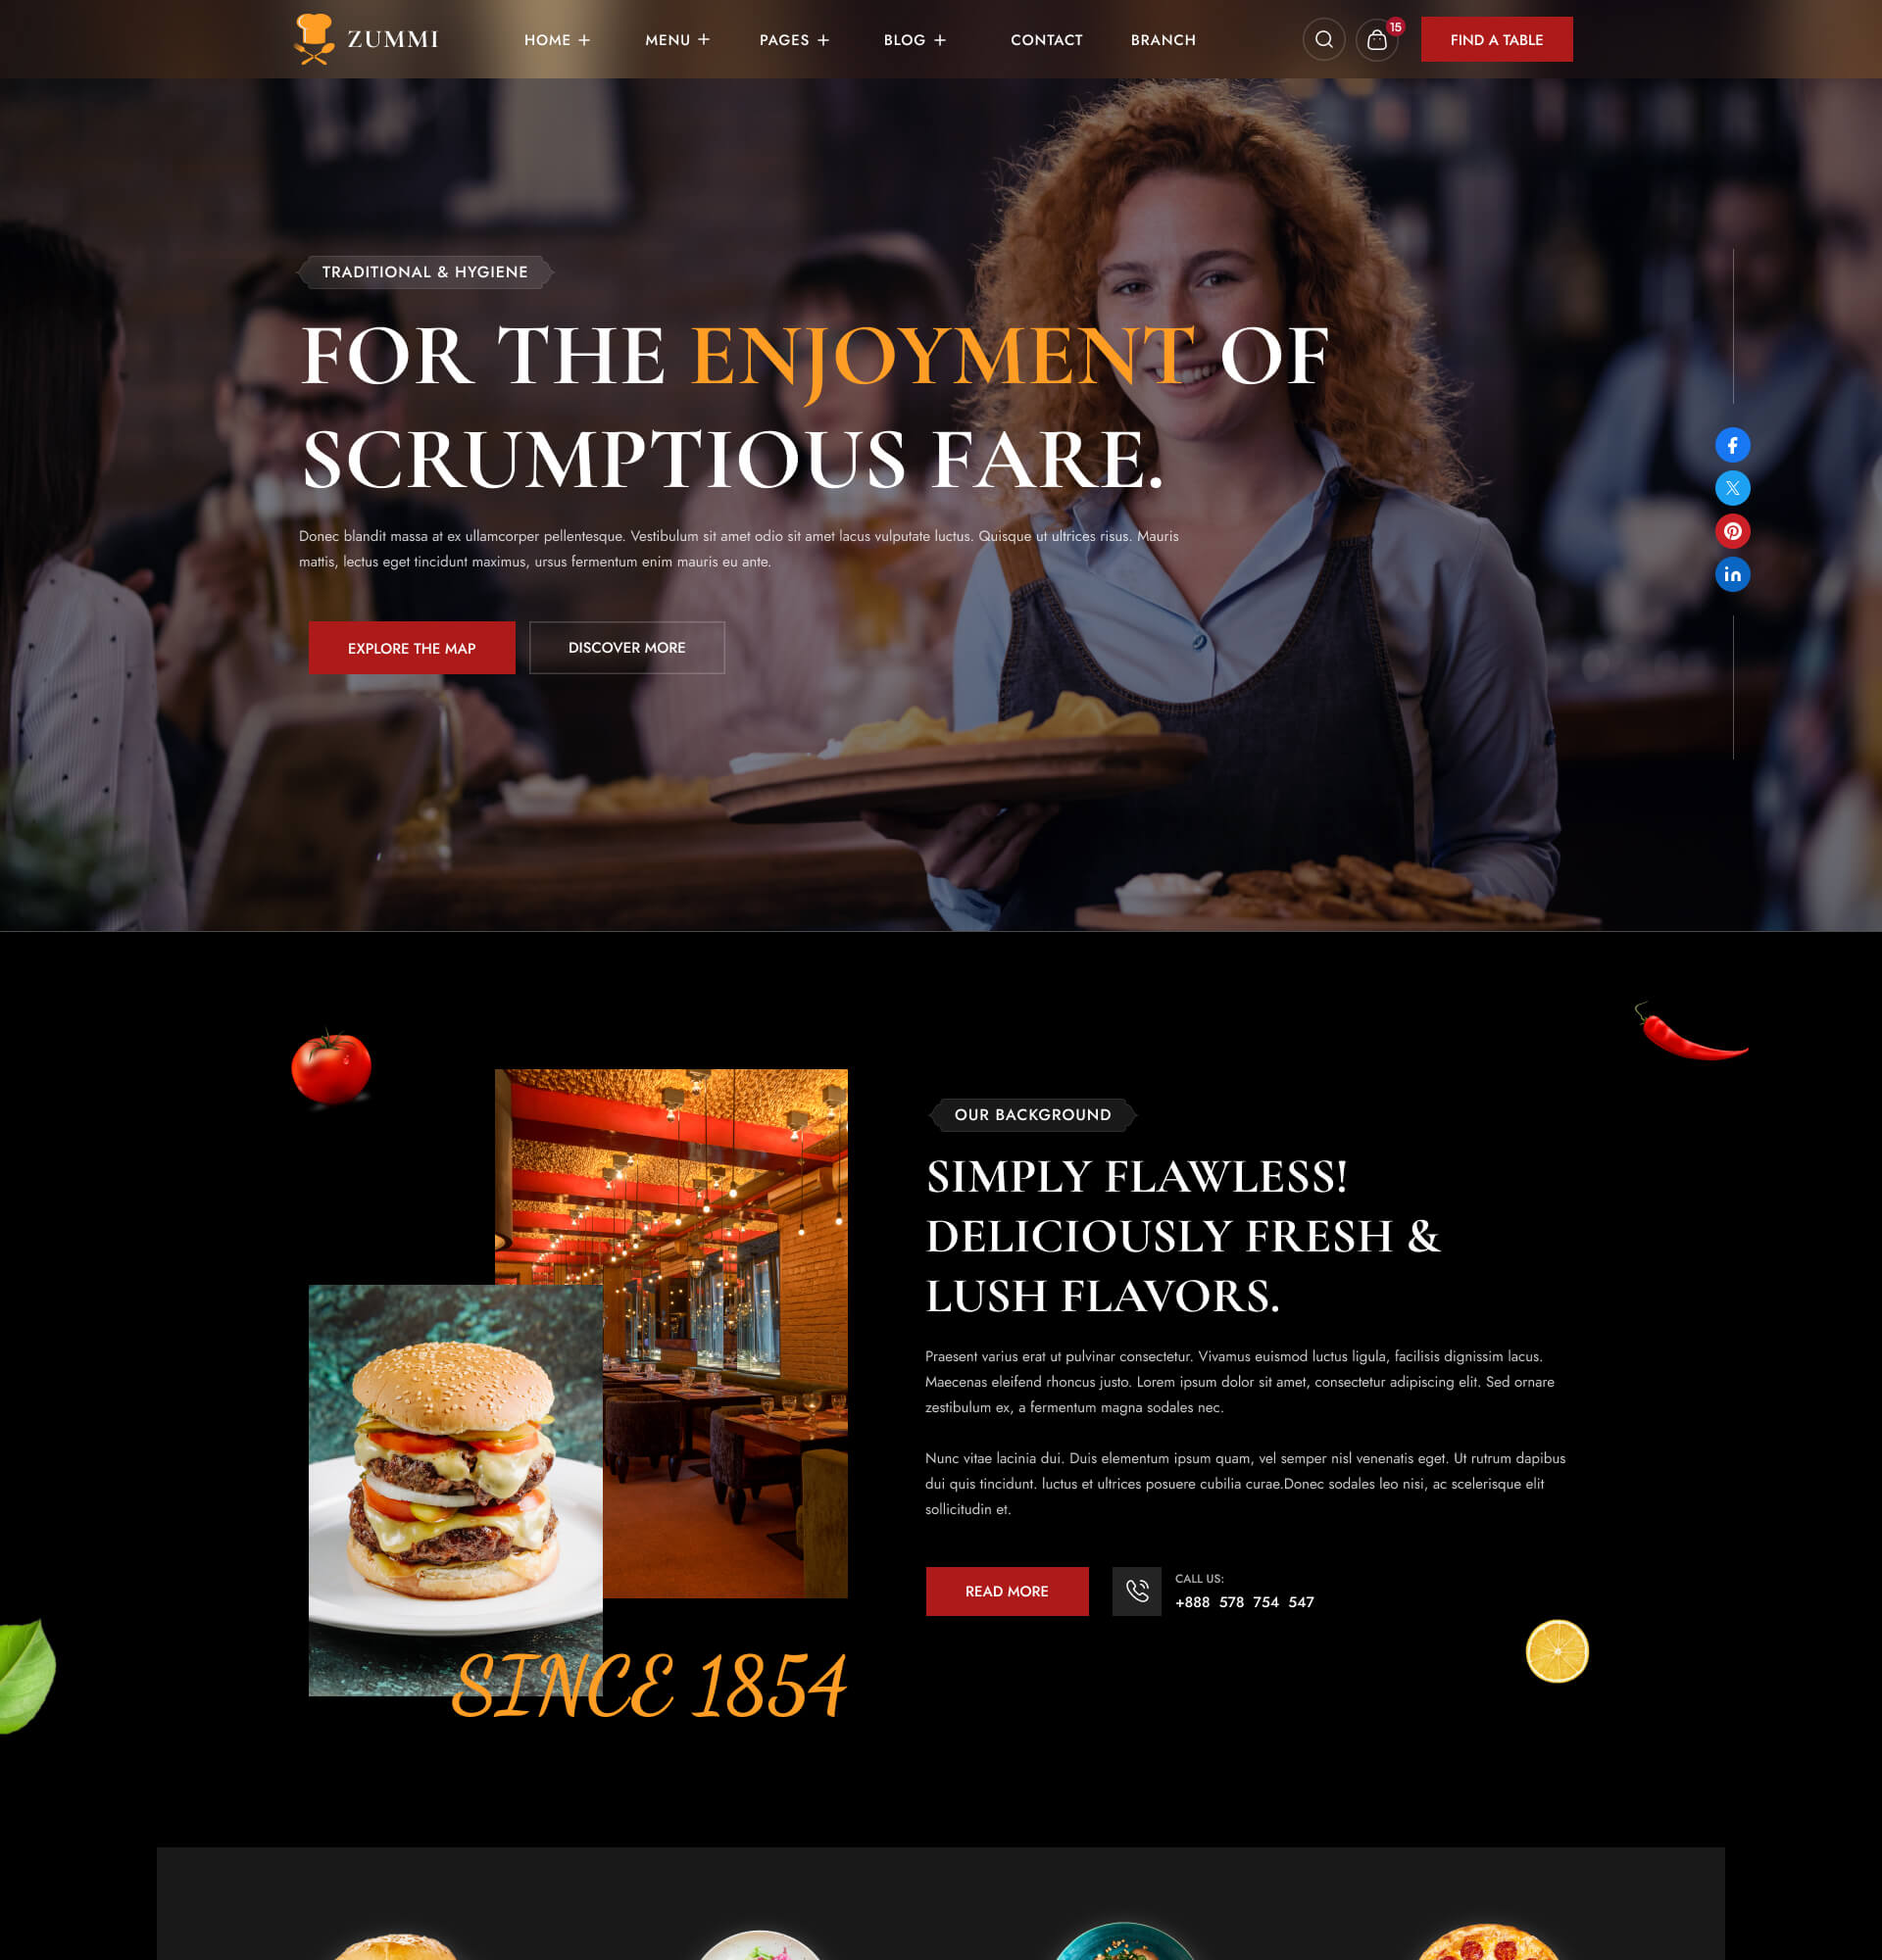 ZUMMI
HOME
MENU
PAGES
BLOG
CONTACT
BRANCH
15
FIND A TABLE
TRADITIONAL & HYGIENE
FOR THE ENJOYMENT OF
SCRUMPTIOUS FARE.
Donec blandit massa at ex ullamcorper pellentesque. Vestibulum sit amet odio sit amet lacus vulputate luctus. Quisque ut ultrices risus. Mauris
mattis, lectus eget tincidunt maximus, ursus fermentum enim mauris eu ante.
EXPLORE THE MAP
DISCOVER MORE
OUR BACKGROUND
SIMPLY FLAWLESS!
DELICIOUSLY FRESH &
LUSH FLAVORS.
Praesent varius erat ut pulvinar consectetur. Vivamus euismod luctus ligula, facilisis dignissim lacus.
Maecenas eleifend rhoncus justo. Lorem ipsum dolor sit amet, consectetur adipiscing elit. Sed ornare
zestibulum ex, a fermentum magna sodales nec.
Nunc vitae lacinia dui. Duis elementum ipsum quam, vel semper nisl venenatis eget. Ut rutrum dapibus
dui quis tincidunt. luctus et ultrices posuere cubilia curae.Donec sodales leo nisi, ac scelerisque elit
sollicitudin et.
READ MORE
CALL US:
+888 578 754 547
SINCE 1854